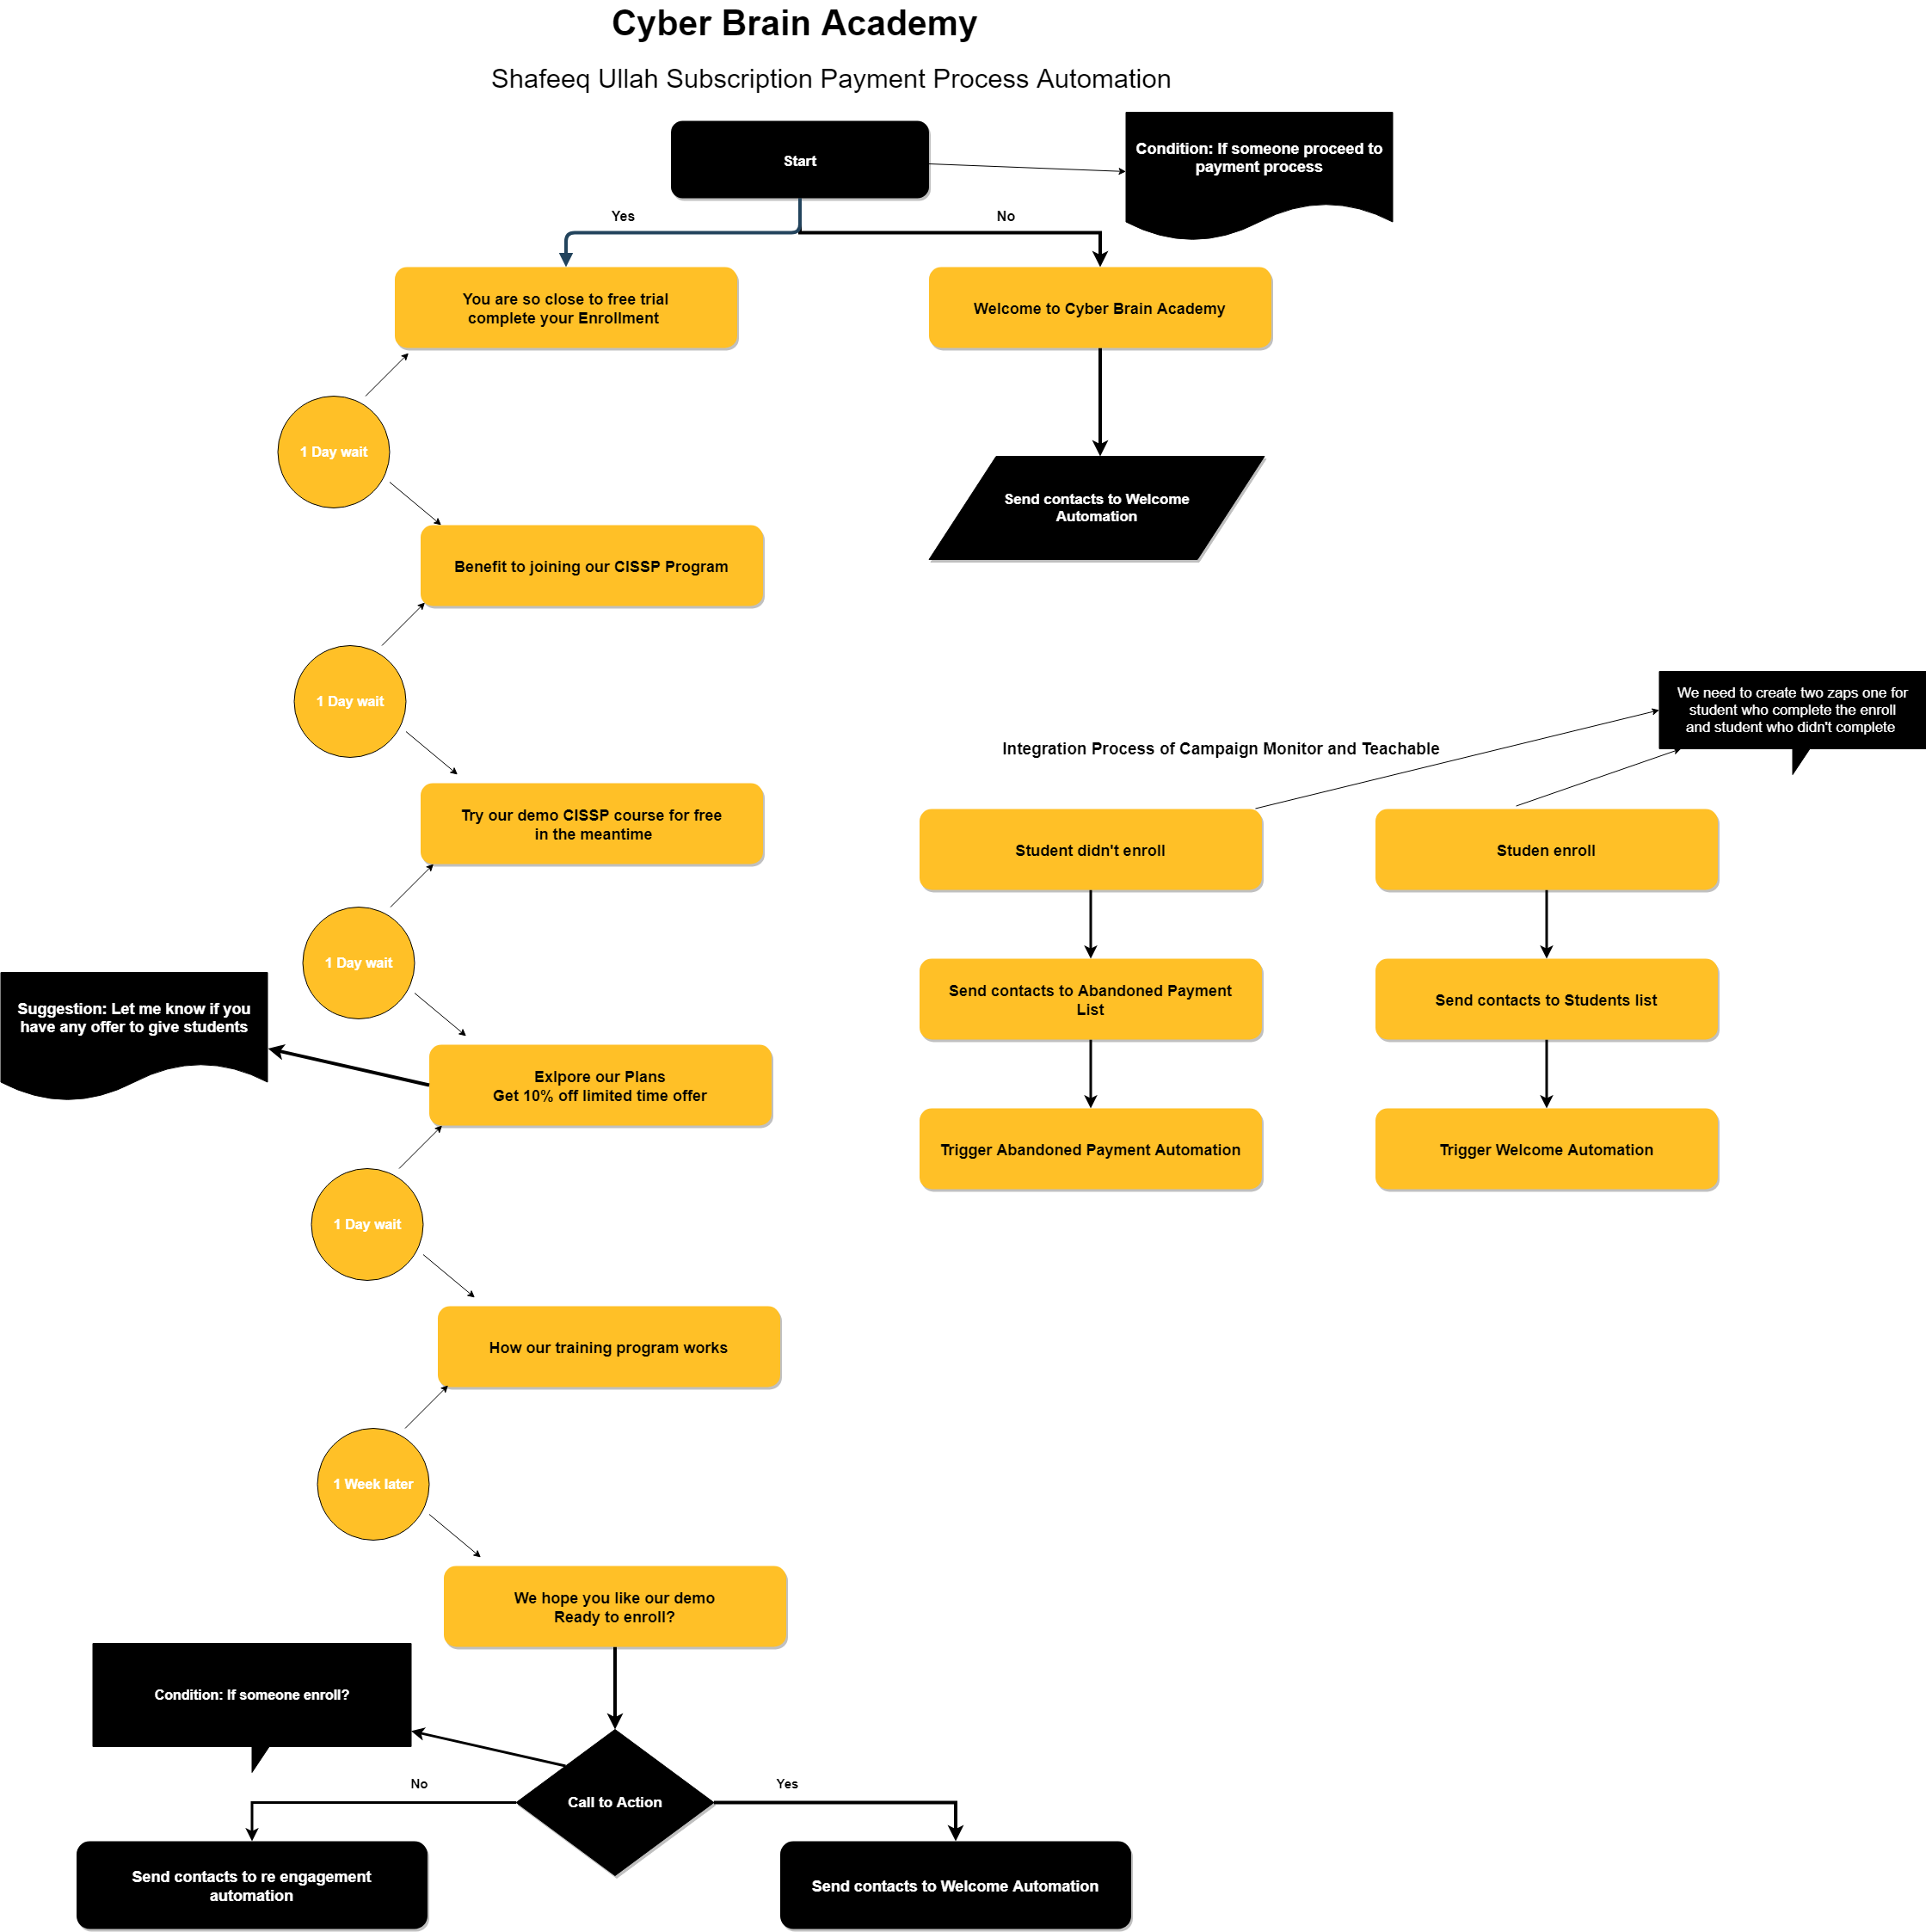 Cyber Brain Academy
Shafeeq Ullah Subscription Payment Process Automation
Start
Condition: If someone proceed to
payment process
Yes
No
You are so close to free trial
complete your Enrollment
Welcome to Cyber Brain Academy
1 Day wait
Send contacts to Welcome
Automation
Benefit to joining our CISSP Program
1 Day wait
We need to create two zaps one for
student who complete the enroll
and student who didn't complete
Integration Process of Campaign Monitor and Teachable
Try our demo CISSP course for free
in the meantime
Student didn't enroll
Studen enroll
1 Day wait
Send contacts to Abandoned Payment
List
Send contacts to Students list
Suggestion: Let me know if you
have any offer to give students
Exlpore our Plans
Get 10% off limited time offer
Trigger Abandoned Payment Automation
Trigger Welcome Automation
1 Day wait
How our training program works
1 Week later
We hope you like our demo
Ready to enroll?
Condition: If someone enroll?
No
Yes
Call to Action
Send contacts to re engagement
automation
Send contacts to Welcome Automation